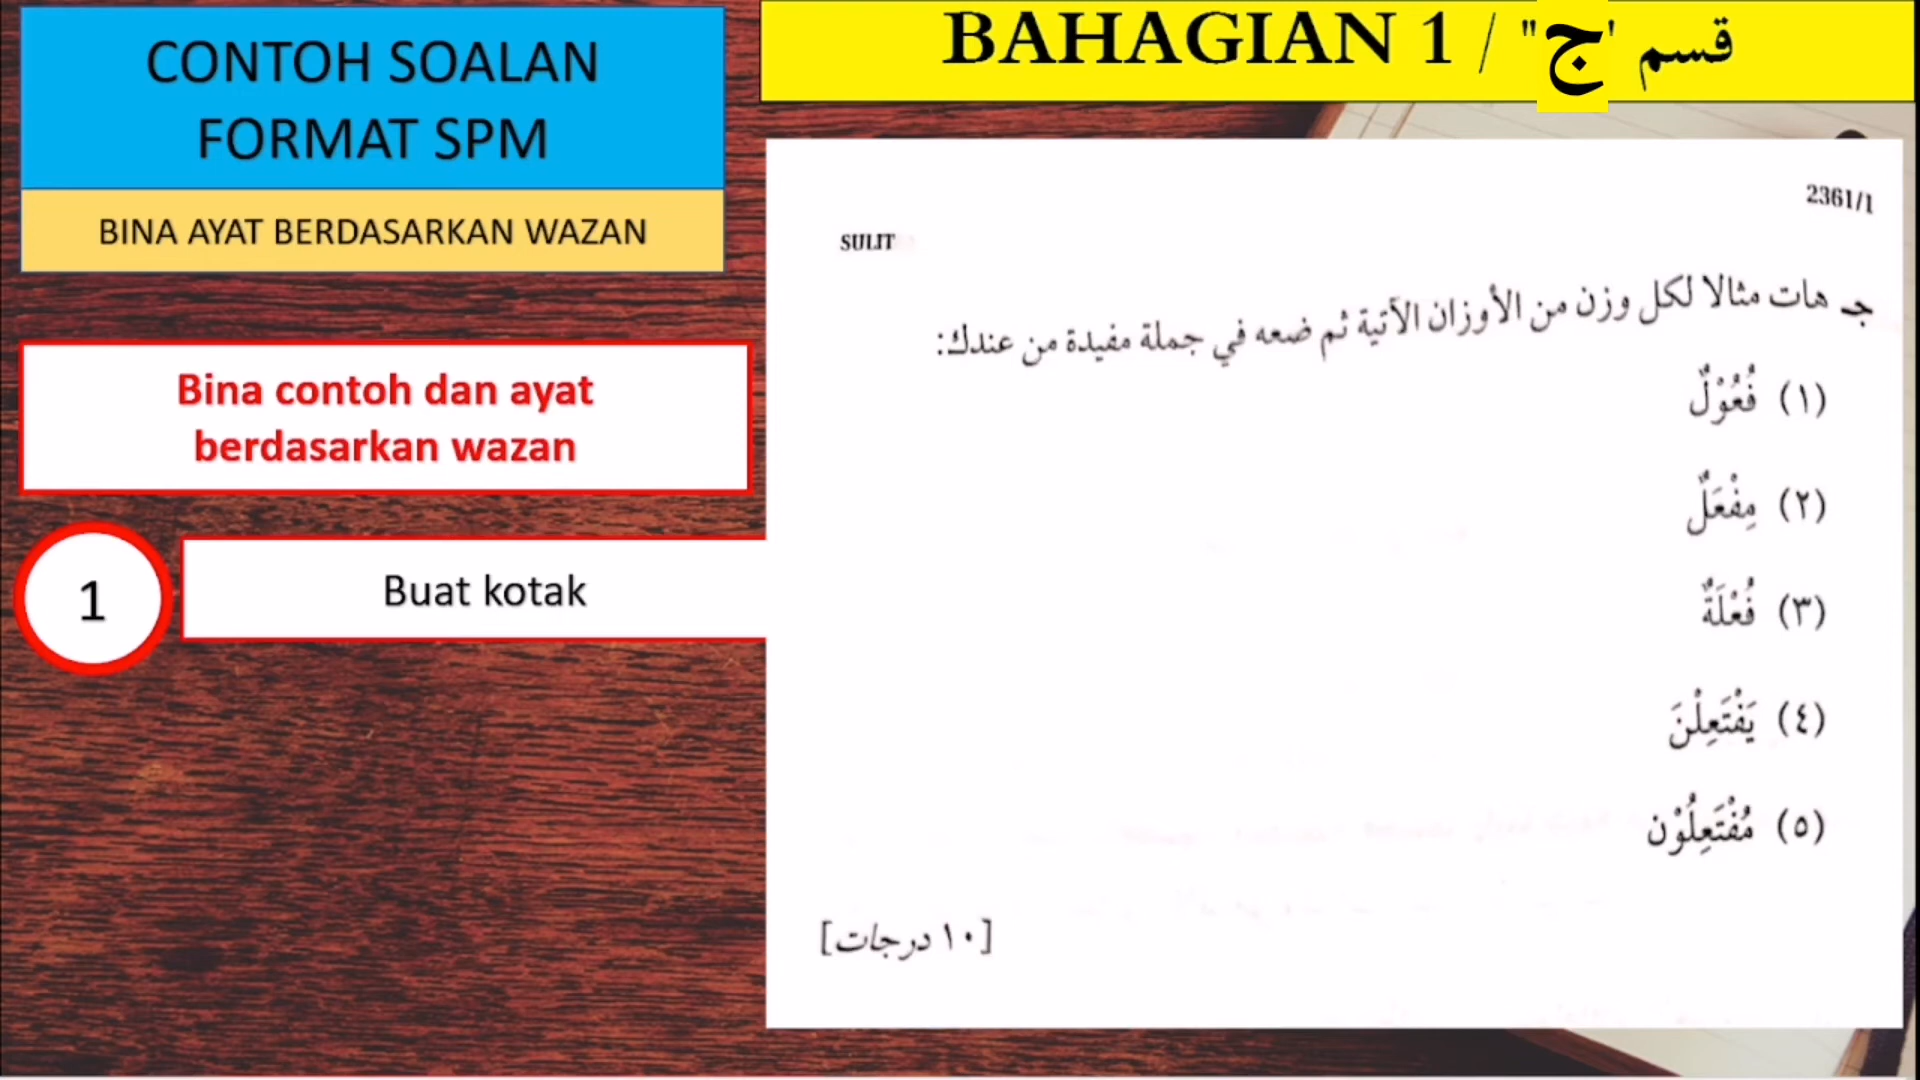 CONTOH SOALAN
FORMAT SPM
BINA AYAT BERDASARKAN WAZAN
BAHAGIAN 1 / "قسم 'ج
Bina contoh dan ayat
berdasarkan wazan
1
Buat kotak
2361/1
SULIT
جـ هات مثالا لكل وزن من الأوزان الآتية ثم ضعه في جملة مفيدة من عندك:
(١) فُعُوْلٌ
(٢) مِفْعَلٌ
(٣) فُعْلَةٌ
(٤) يَفْتَعِلْنَ
(٥) مُفْتَعِلُوْن
[١٠ درجات]